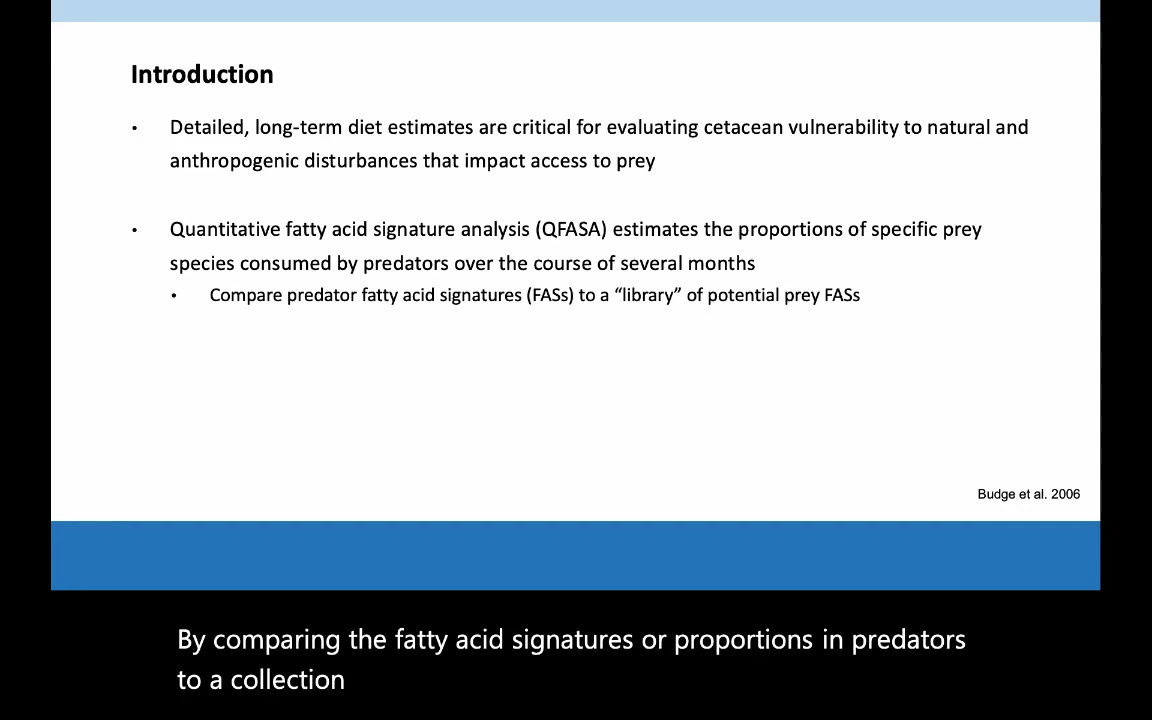 Introduction
• Detailed, long-term diet estimates are critical for evaluating cetacean vulnerability to natural and
anthropogenic disturbances that impact access to prey
• Quantitative fatty acid signature analysis (QFASA) estimates the proportions of specific prey
species consumed by predators over the course of several months
• Compare predator fatty acid signatures (FASs) to a “library” of potential prey FASs
Budge et al. 2006
By comparing the fatty acid signatures or proportions in predators
to a collection